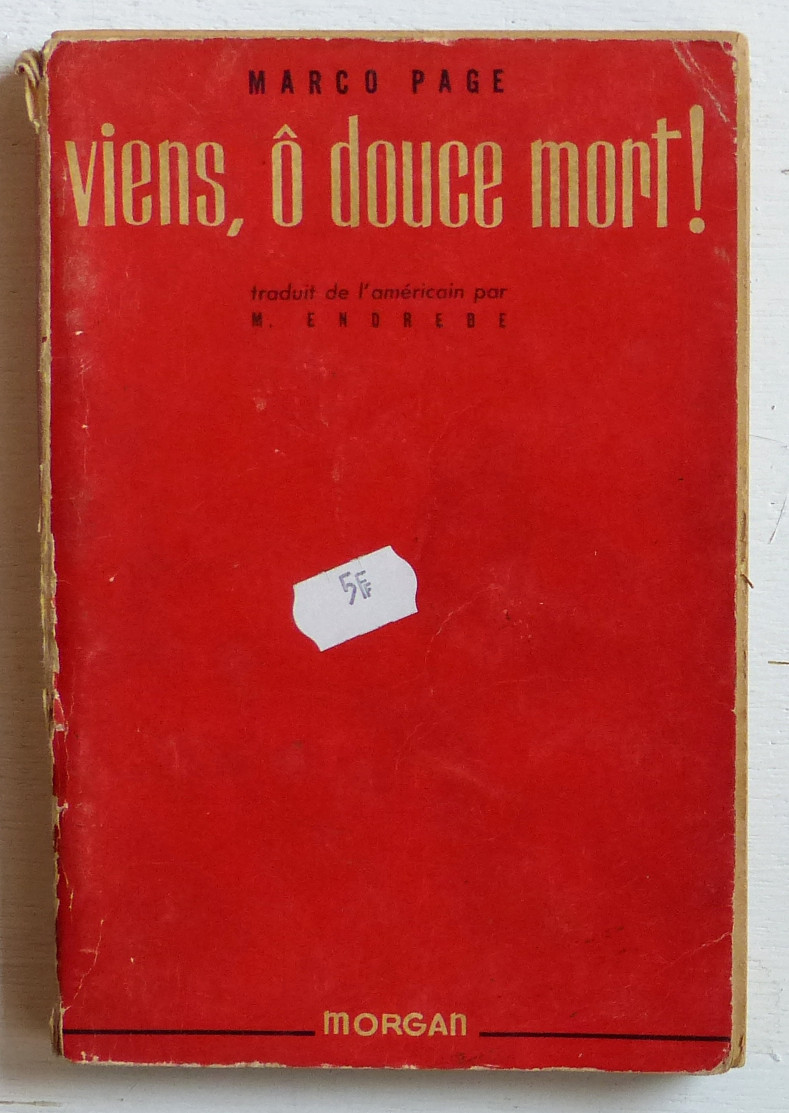 MARCO PAGE
viens, ô douce mort!
traduit de l'américain par
M. ENDREBE
5F
MORGAN